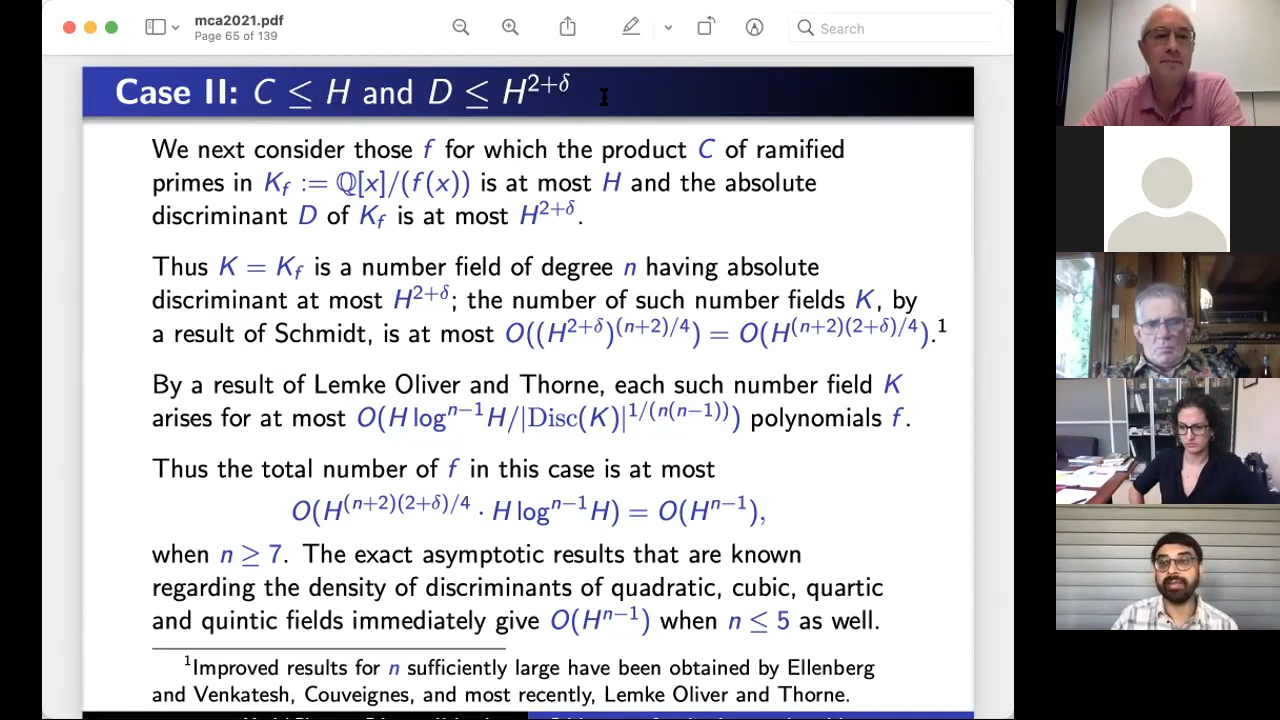 mca2021.pdf
Page 65 of 139
Search
Case II: C ≤ H and D ≤ H^{2+δ}
We next consider those f for which the product C of ramified
primes in K_f := ℚ[x]/(f(x)) is at most H and the absolute
discriminant D of K_f is at most H^{2+δ}.
Thus K = K_f is a number field of degree n having absolute
discriminant at most H^{2+δ}; the number of such number fields K, by
a result of Schmidt, is at most O((H^{2+δ})^{(n+2)/4}) = O(H^{(n+2)(2+δ)/4}).¹
By a result of Lemke Oliver and Thorne, each such number field K
arises for at most O(H log^{n−1} H/|Disc(K)|^{1/(n(n−1))}) polynomials f.
Thus the total number of f in this case is at most
O(H^{(n+2)(2+δ)/4} · H log^{n−1} H) = O(H^{n−1}),
when n ≥ 7. The exact asymptotic results that are known
regarding the density of discriminants of quadratic, cubic, quartic
and quintic fields immediately give O(H^{n−1}) when n ≤ 5 as well.
¹Improved results for n sufficiently large have been obtained by Ellenberg
and Venkatesh, Couveignes, and most recently, Lemke Oliver and Thorne.